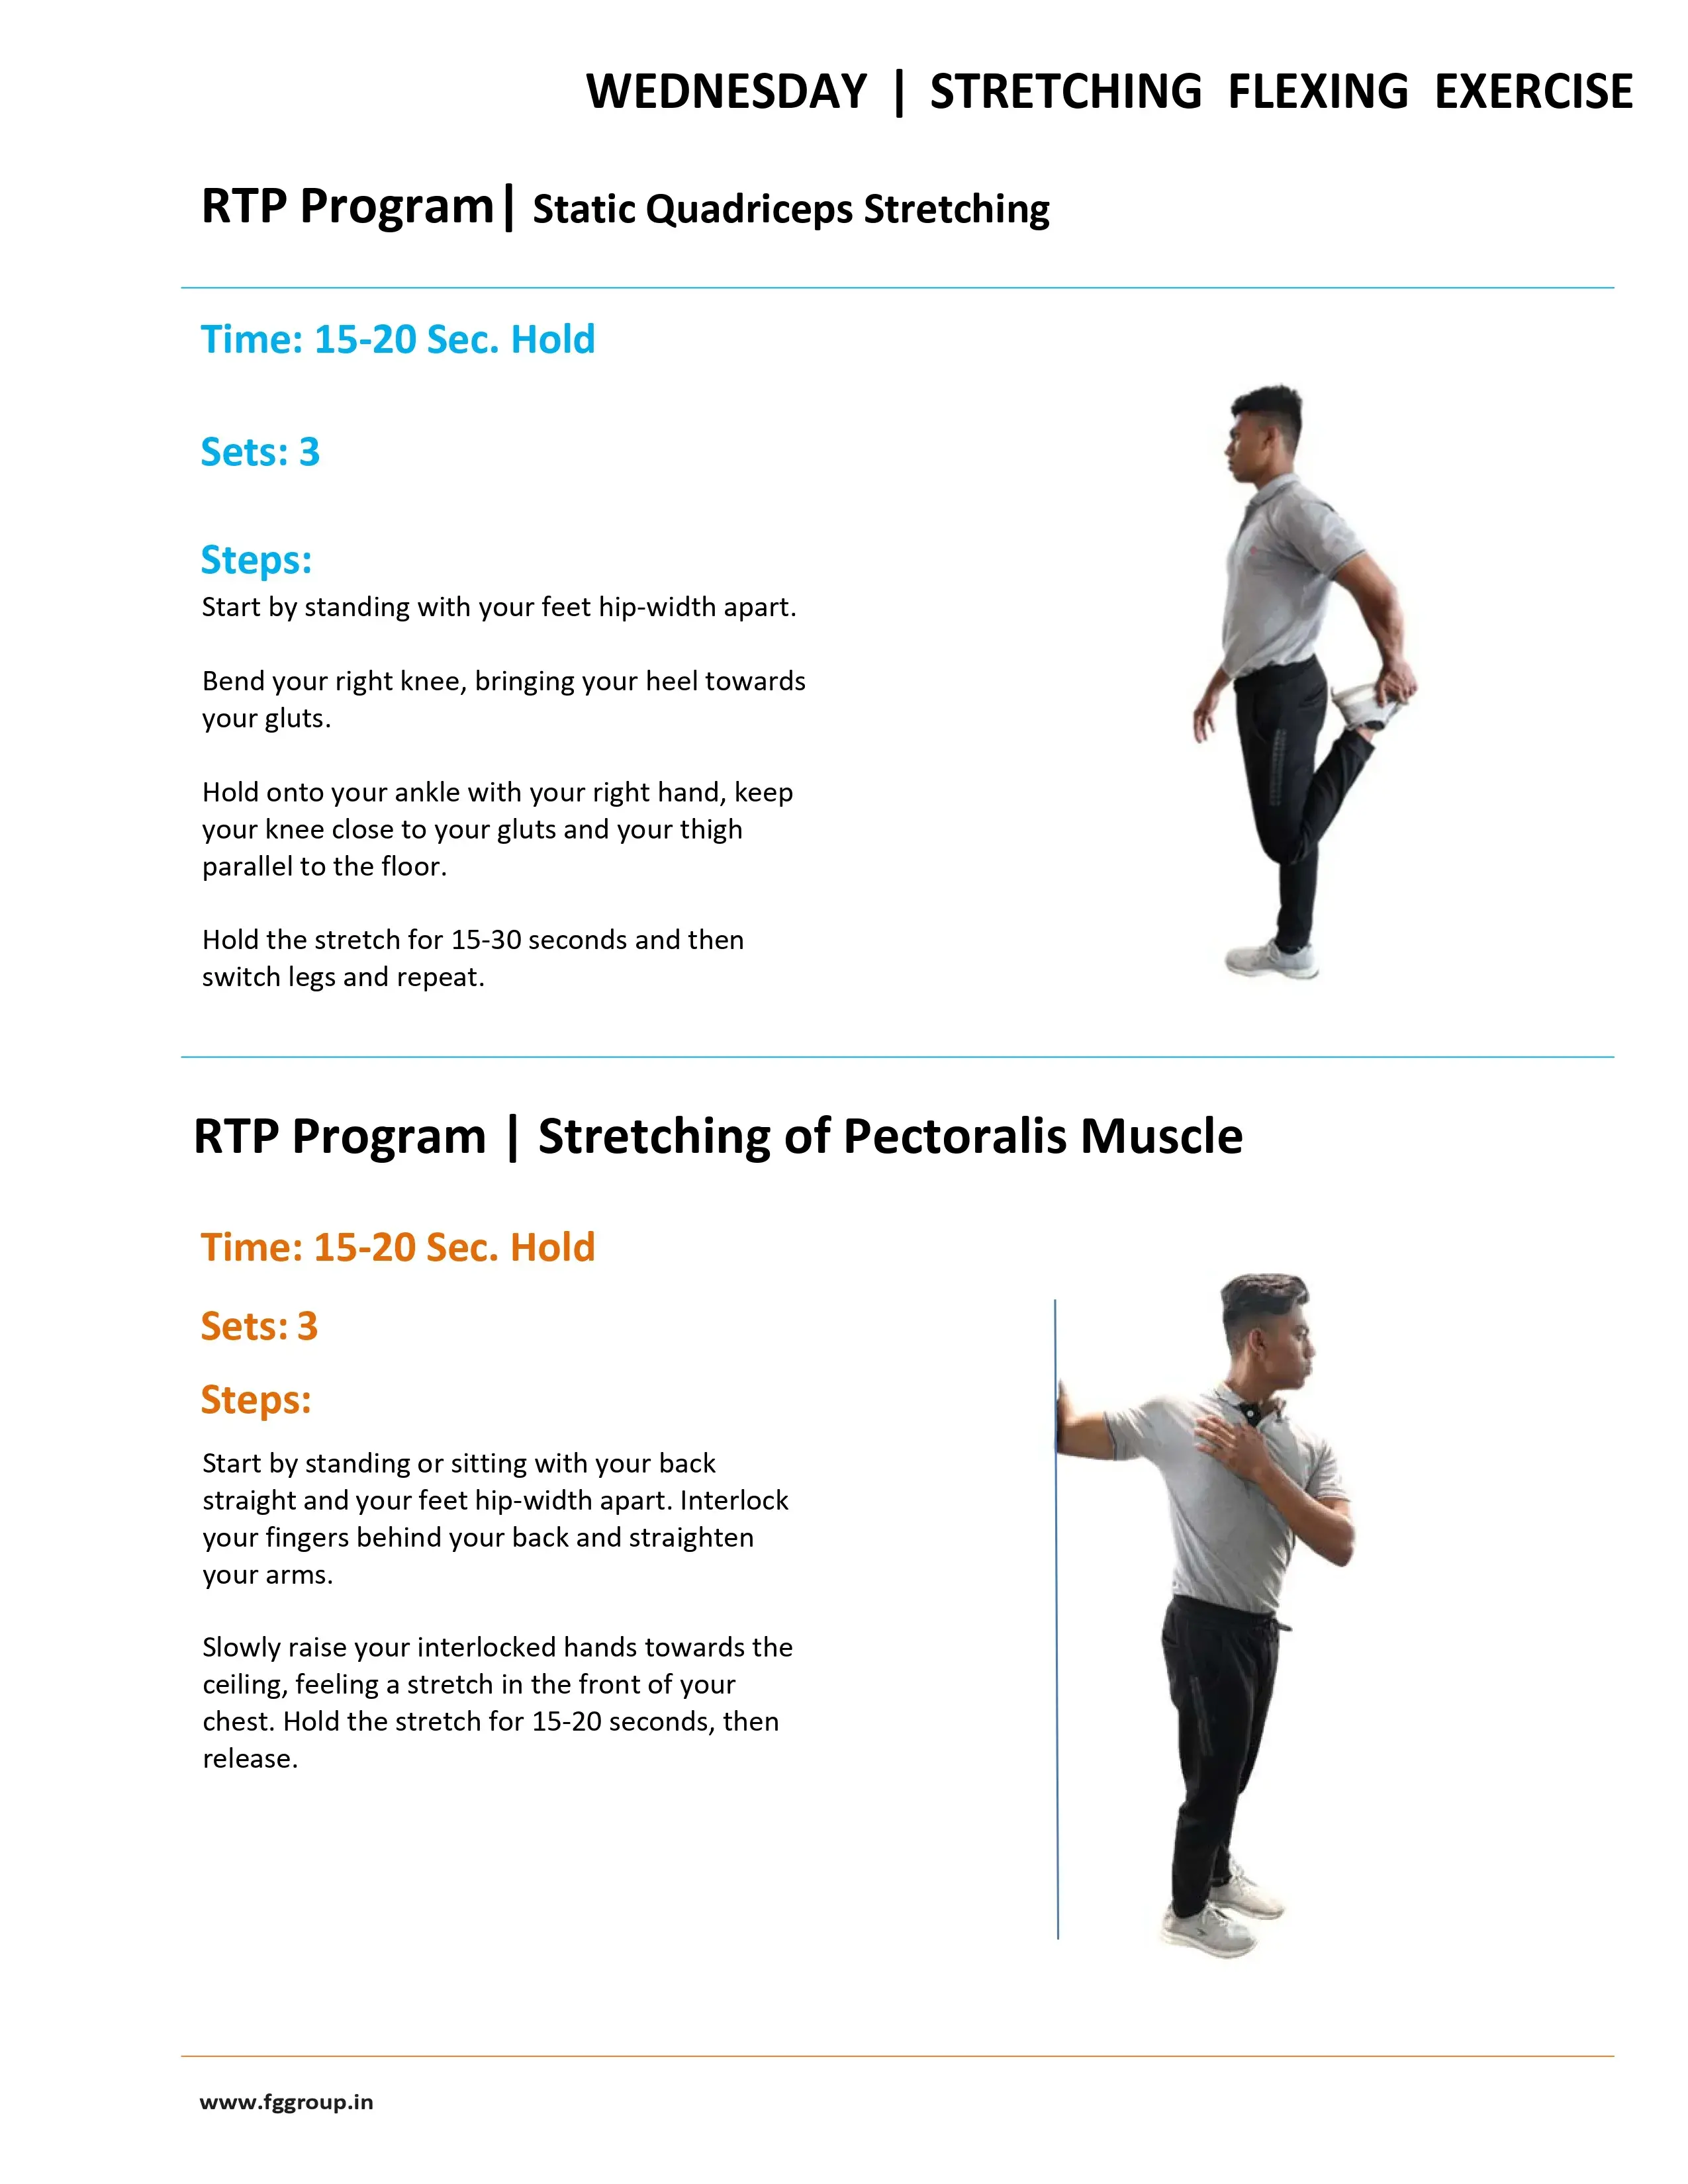 WEDNESDAY | STRETCHING FLEXING EXERCISE
RTP Program| Static Quadriceps Stretching
Time: 15-20 Sec. Hold
Sets: 3
Steps:
Start by standing with your feet hip-width apart.
Bend your right knee, bringing your heel towards
your gluts.
Hold onto your ankle with your right hand, keep
your knee close to your gluts and your thigh
parallel to the floor.
Hold the stretch for 15-30 seconds and then
switch legs and repeat.
RTP Program | Stretching of Pectoralis Muscle
Time: 15-20 Sec. Hold
Sets: 3
Steps:
Start by standing or sitting with your back
straight and your feet hip-width apart. Interlock
your fingers behind your back and straighten
your arms.
Slowly raise your interlocked hands towards the
ceiling, feeling a stretch in the front of your
chest. Hold the stretch for 15-20 seconds, then
release.
www.fggroup.in